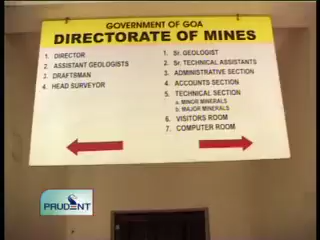 GOVERNMENT OF GOA
DIRECTORATE OF MINES
1. DIRECTOR
2. ASSISTANT GEOLOGISTS
3. DRAFTSMAN
4. HEAD SURVEYOR
1. Sr. GEOLOGIST
2. Sr. TECHNICAL ASSISTANTS
3. ADMINISTRATIVE SECTION
4. ACCOUNTS SECTION
5. TECHNICAL SECTION
a. MINOR MINERALS
b. MAJOR MINERALS
6. VISITORS ROOM
7. COMPUTER ROOM
PRUDENT